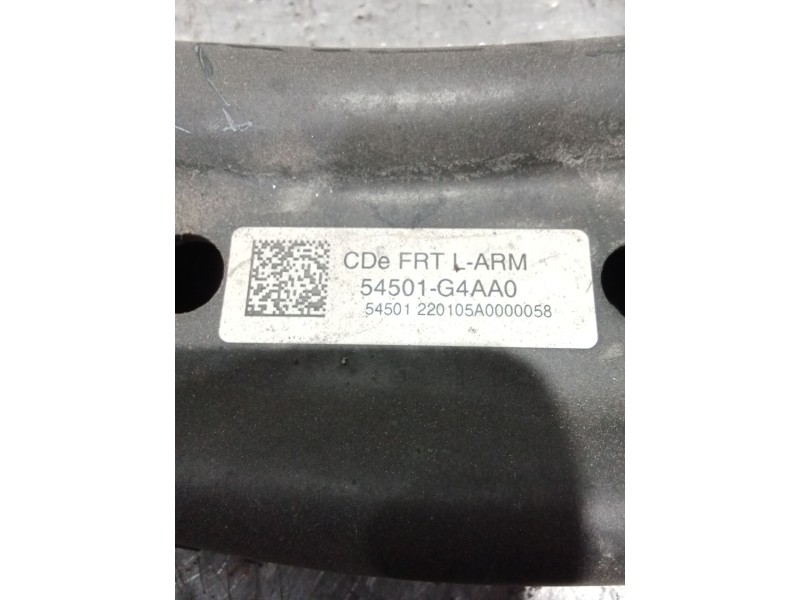 CDe FRT L-ARM
54501-G4AA0
54501 220105A0000058